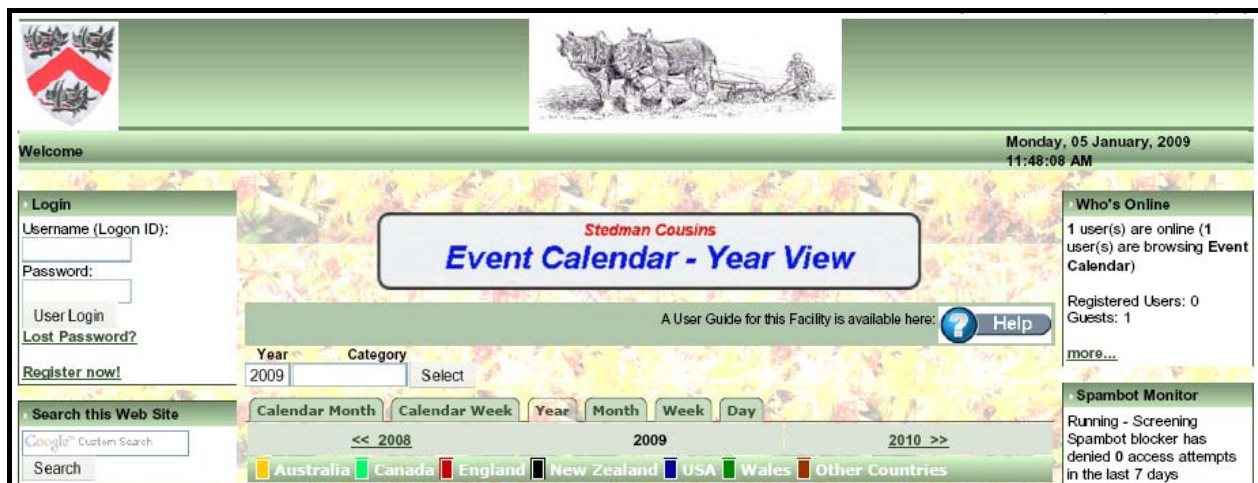 Welcome
Monday, 05 January, 2009
11:48:08 AM
Login
Username (Logon ID):
Password:
User Login
Lost Password?
Register now!
Search this Web Site
Google™ Custom Search
Search
Stedman Cousins
Event Calendar - Year View
A User Guide for this Facility is available here: ? Help
Year Category
2009 Select
Calendar Month Calendar Week Year Month Week Day
<< 2008 2009 2010 >>
Australia Canada England New Zealand USA Wales Other Countries
Who's Online
1 user(s) are online (1
user(s) are browsing Event
Calendar)
Registered Users: 0
Guests: 1
more...
Spambot Monitor
Running - Screening
Spambot blocker has
denied 0 access attempts
in the last 7 days